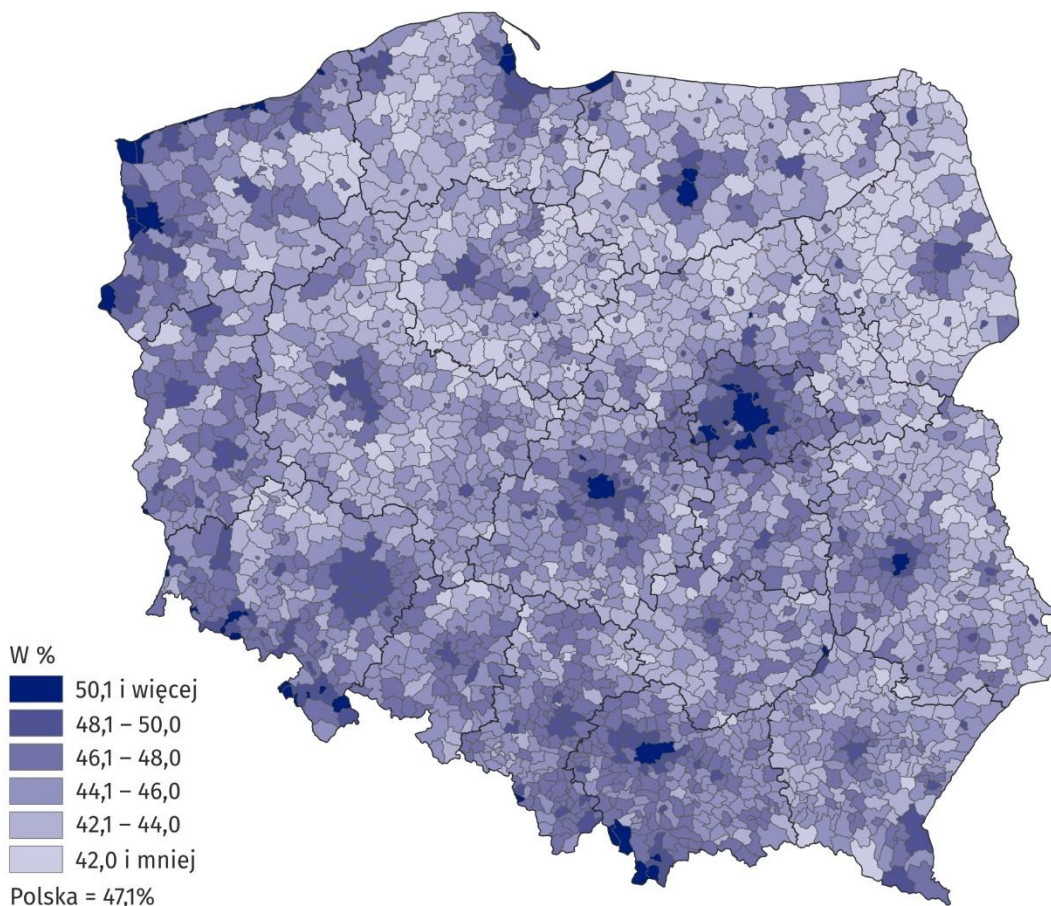 W %
50,1 i więcej
48,1 – 50,0
46,1 – 48,0
44,1 – 46,0
42,1 – 44,0
42,0 i mniej
Polska = 47,1%